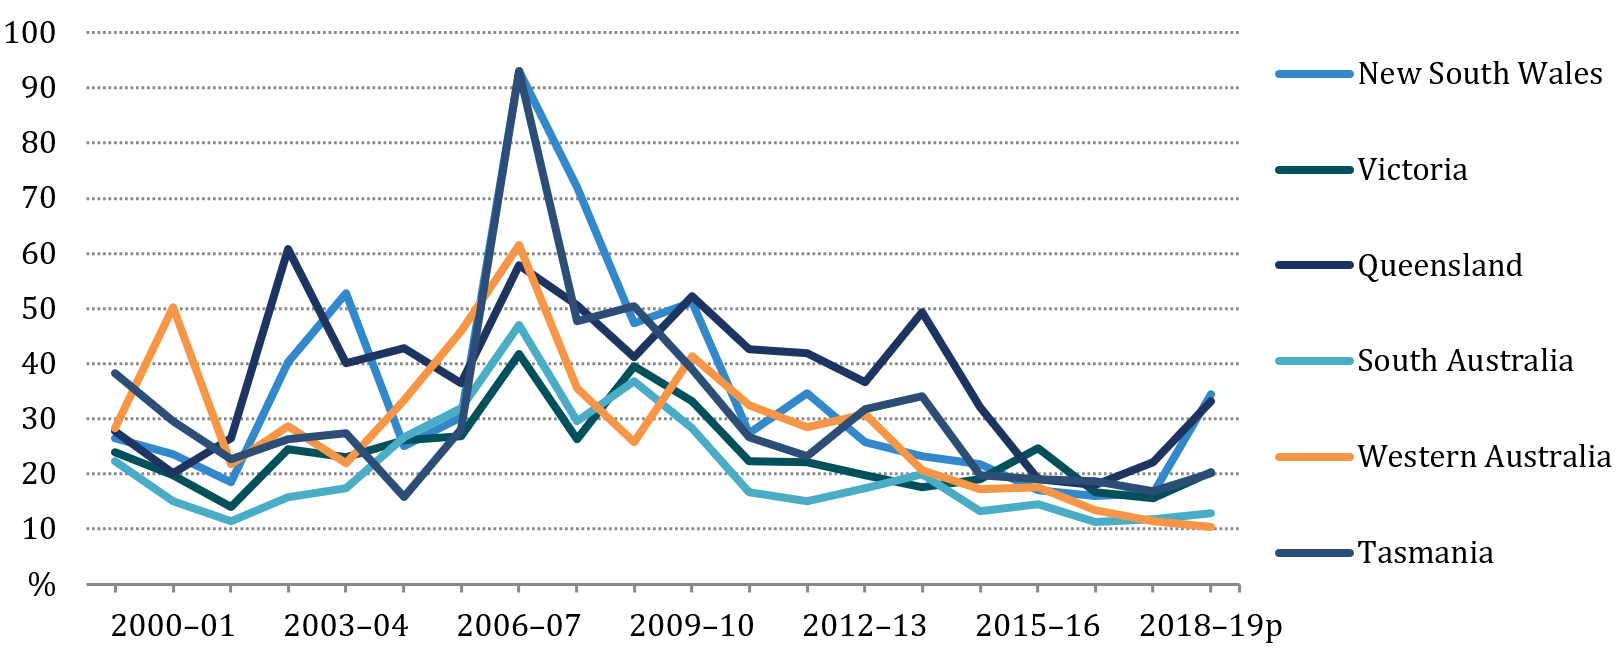 100
90
80
70
60
50
40
30
20
10
%
2000–01 2003–04 2006–07 2009–10 2012–13 2015–16 2018–19p
New South Wales
Victoria
Queensland
South Australia
Western Australia
Tasmania